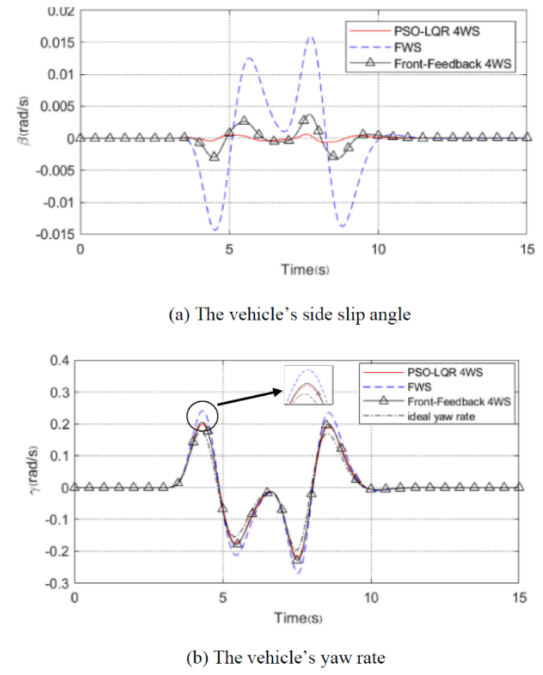 0.02
0.015
0.01
0.005
0
-0.005
-0.01
-0.015
β(rad/s)
PSO-LQR 4WS
FWS
Front-Feedback 4WS
0 5 10 15
Time(s)
(a) The vehicle's side slip angle
0.4
0.3
0.2
0.1
0
-0.1
-0.2
-0.3
γ(rad/s)
PSO-LQR 4WS
FWS
Front-Feedback 4WS
ideal yaw rate
0 5 10 15
Time(s)
(b) The vehicle's yaw rate